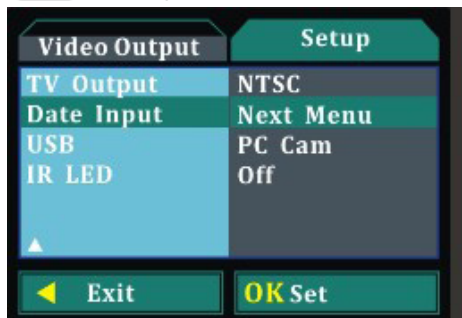 Video Output Setup
TV Output NTSC
Date Input Next Menu
USB PC Cam
IR LED Off
Exit OK Set